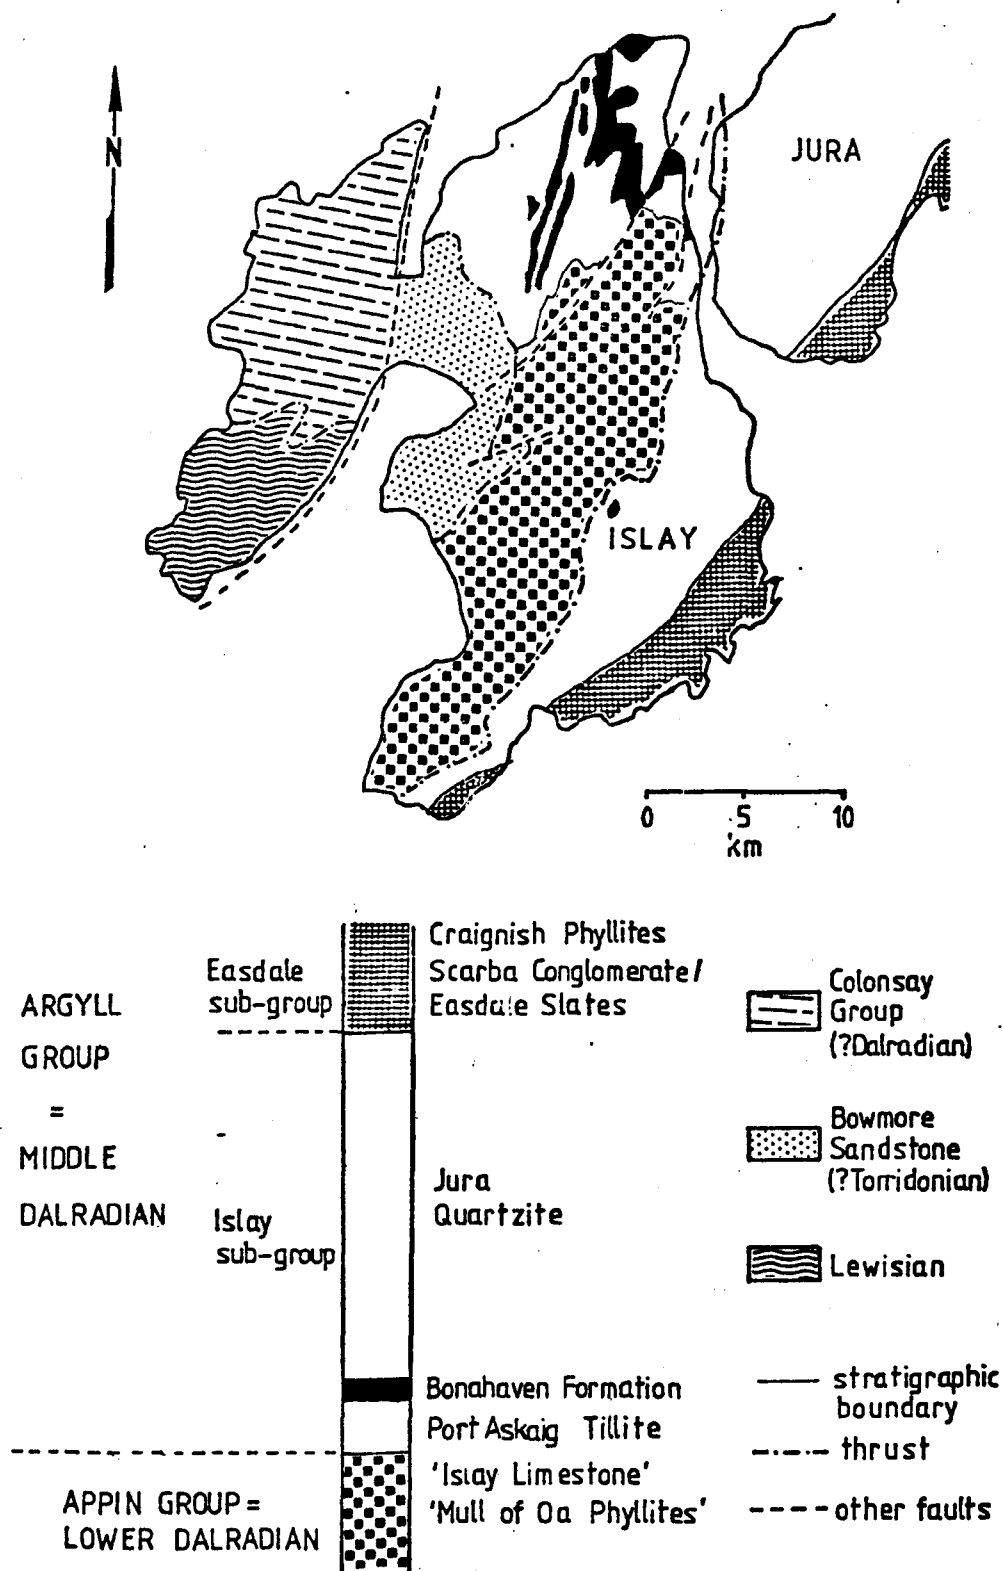 N
JURA
ISLAY
0 5 10
km
Craignish Phyllites
Scarba Conglomerate/
Easdale Slates
Easdale
sub-group
ARGYLL
GROUP
=
MIDDLE
DALRADIAN
Islay
sub-group
Jura
Quartzite
Bonahaven Formation
Port Askaig Tillite
'Islay Limestone'
'Mull of Oa Phyllites'
APPIN GROUP =
LOWER DALRADIAN
Colonsay
Group
(?Dalradian)
Bowmore
Sandstone
(?Torridonian)
Lewisian
stratigraphic
boundary
thrust
other faults